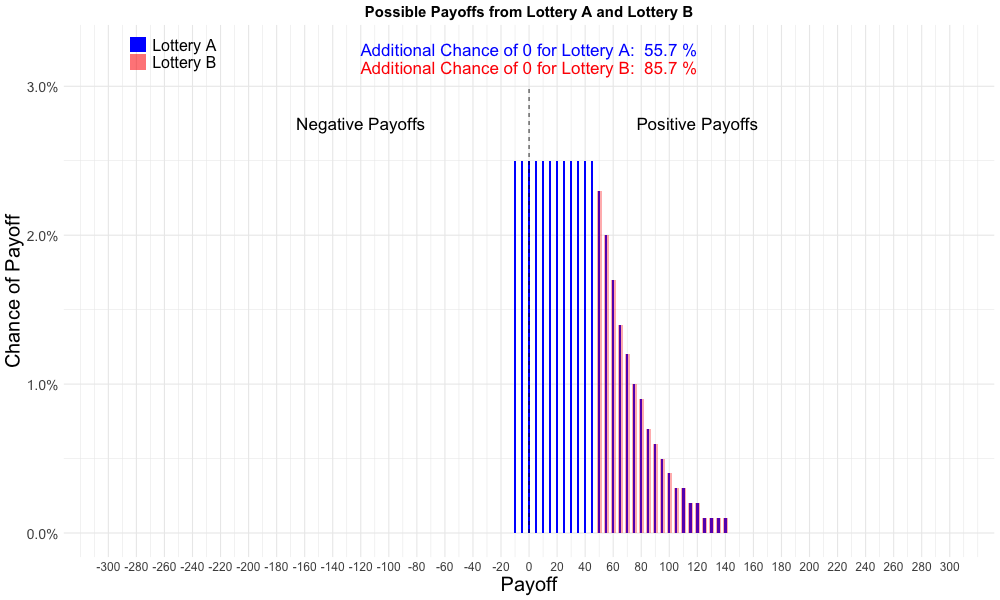 Possible Payoffs from Lottery A and Lottery B
Lottery A
Lottery B
Additional Chance of 0 for Lottery A: 55.7 %
Additional Chance of 0 for Lottery B: 85.7 %
Negative Payoffs
Positive Payoffs
Chance of Payoff
3.0%
2.0%
1.0%
0.0%
-300 -280 -260 -240 -220 -200 -180 -160 -140 -120 -100 -80 -60 -40 -20 0 20 40 60 80 100 120 140 160 180 200 220 240 260 280 300
Payoff